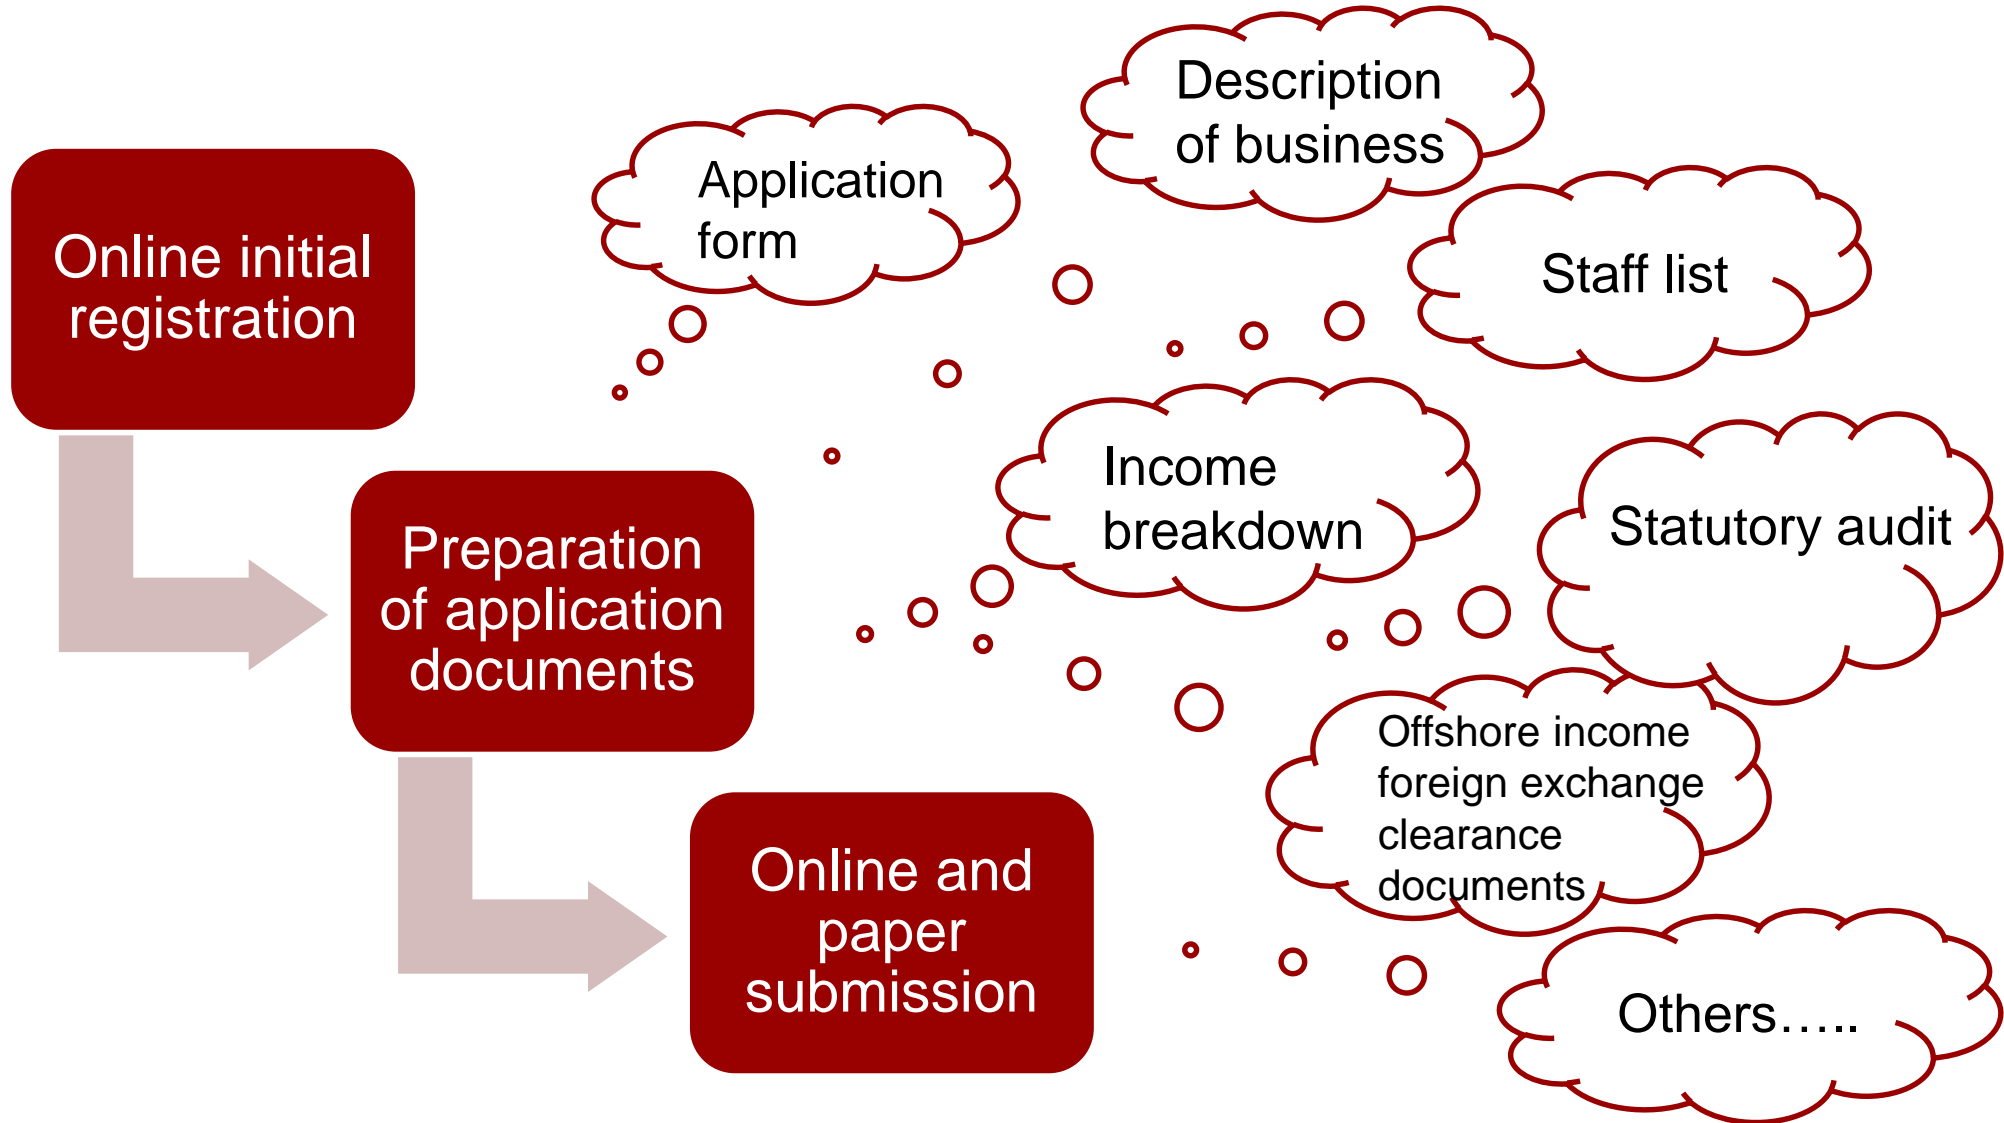 Online initial
registration
Preparation
of application
documents
Online and
paper
submission
Application
form
Description
of business
Staff list
Income
breakdown
Statutory audit
Offshore income
foreign exchange
clearance
documents
Others…..